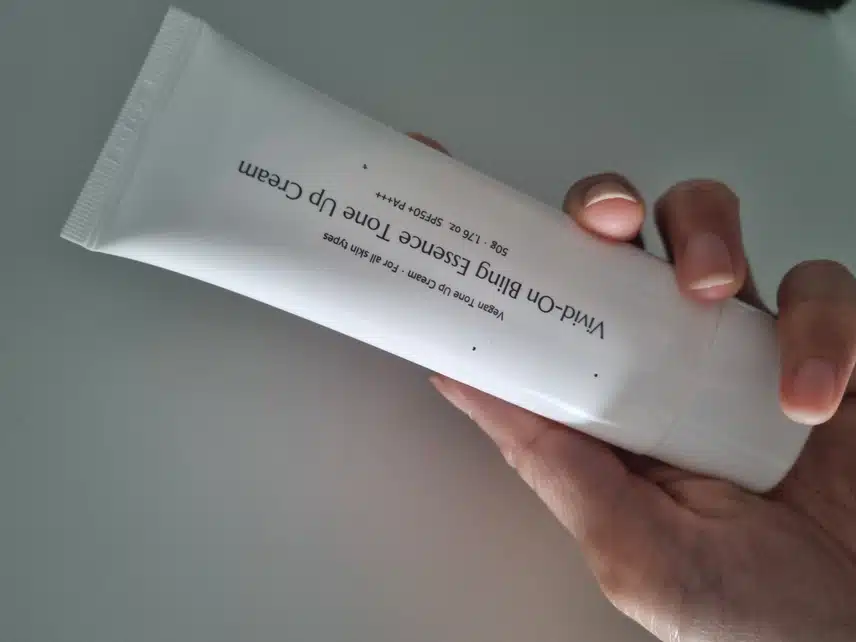 Vegan Tone Up Cream · For all skin types
Vivid-On Bling Essence Tone Up Cream
50g · 1.76 oz. SPF50+ PA+++